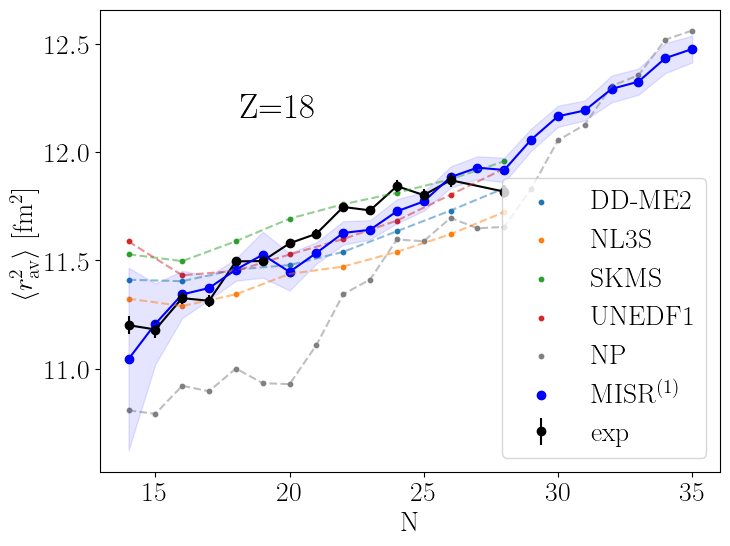 12.5
12.0
11.5
11.0
⟨r²av⟩ [fm²]
Z=18
DD-ME2
NL3S
SKMS
UNEDF1
NP
MISR⁽¹⁾
exp
15 20 25 30 35
N